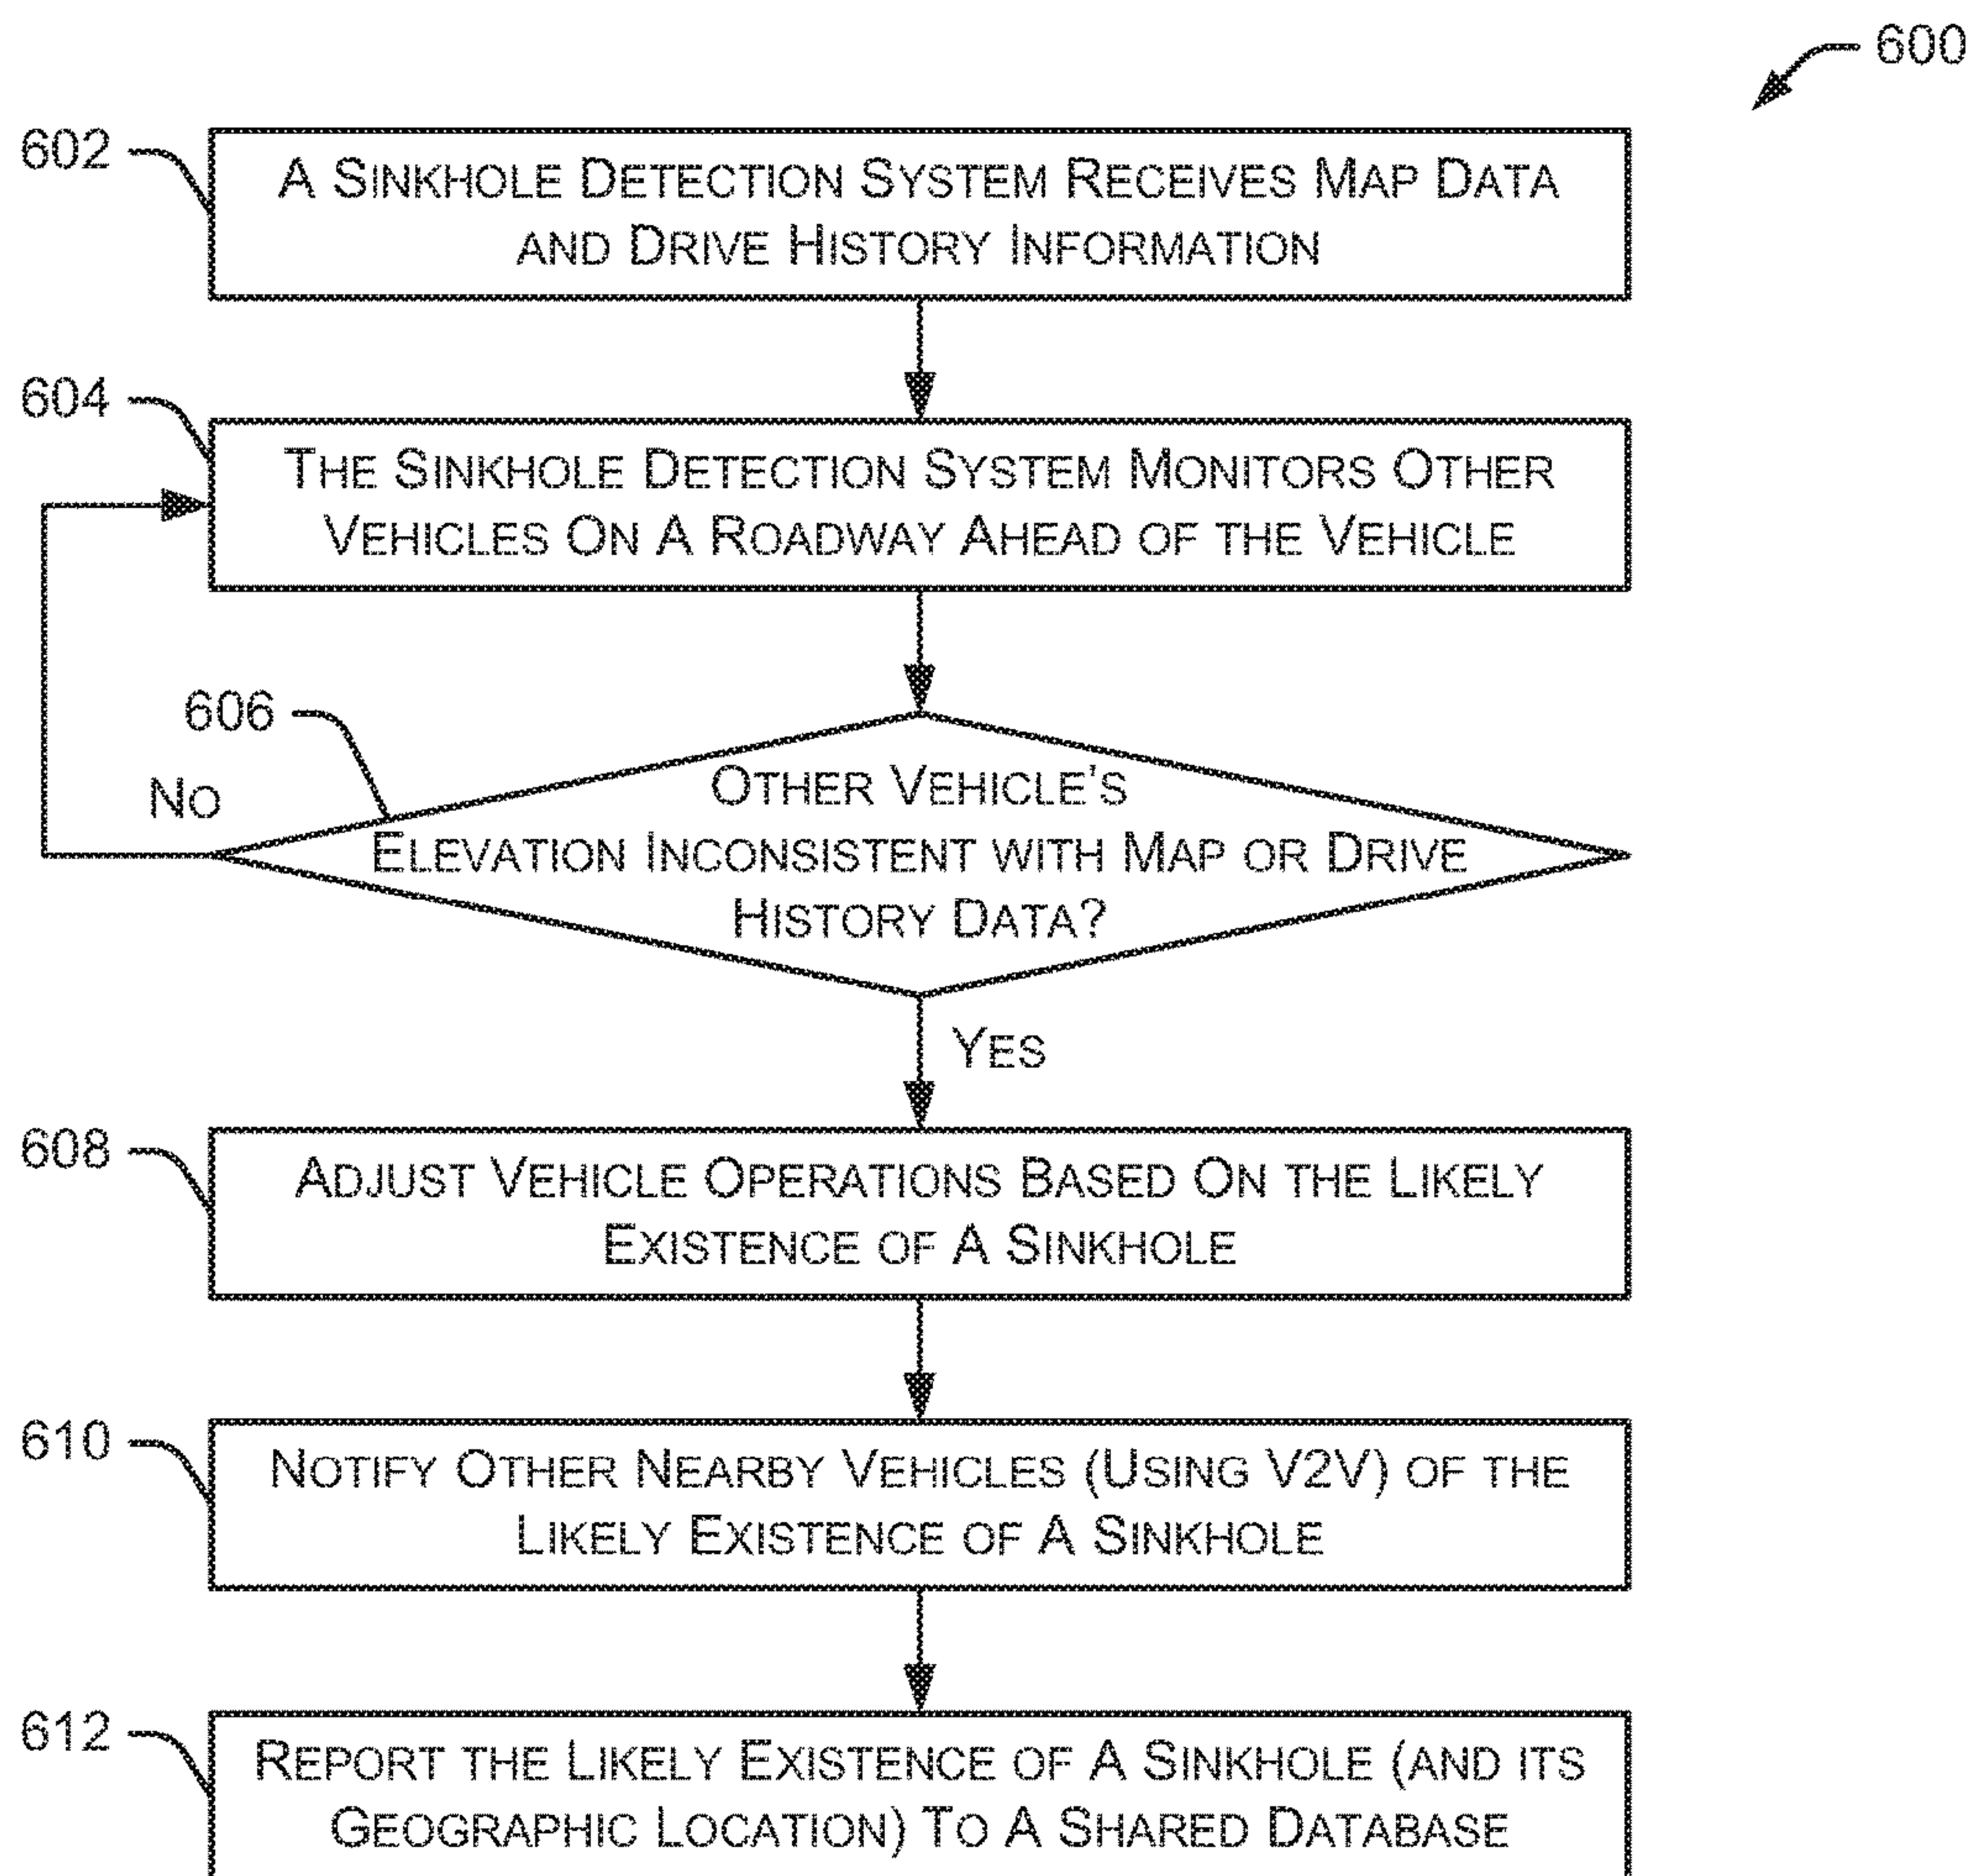 600
602
A SINKHOLE DETECTION SYSTEM RECEIVES MAP DATA
AND DRIVE HISTORY INFORMATION
604
THE SINKHOLE DETECTION SYSTEM MONITORS OTHER
VEHICLES ON A ROADWAY AHEAD OF THE VEHICLE
606
NO
OTHER VEHICLE'S
ELEVATION INCONSISTENT WITH MAP OR DRIVE
HISTORY DATA?
YES
608
ADJUST VEHICLE OPERATIONS BASED ON THE LIKELY
EXISTENCE OF A SINKHOLE
610
NOTIFY OTHER NEARBY VEHICLES (USING V2V) OF THE
LIKELY EXISTENCE OF A SINKHOLE
612
REPORT THE LIKELY EXISTENCE OF A SINKHOLE (AND ITS
GEOGRAPHIC LOCATION) TO A SHARED DATABASE